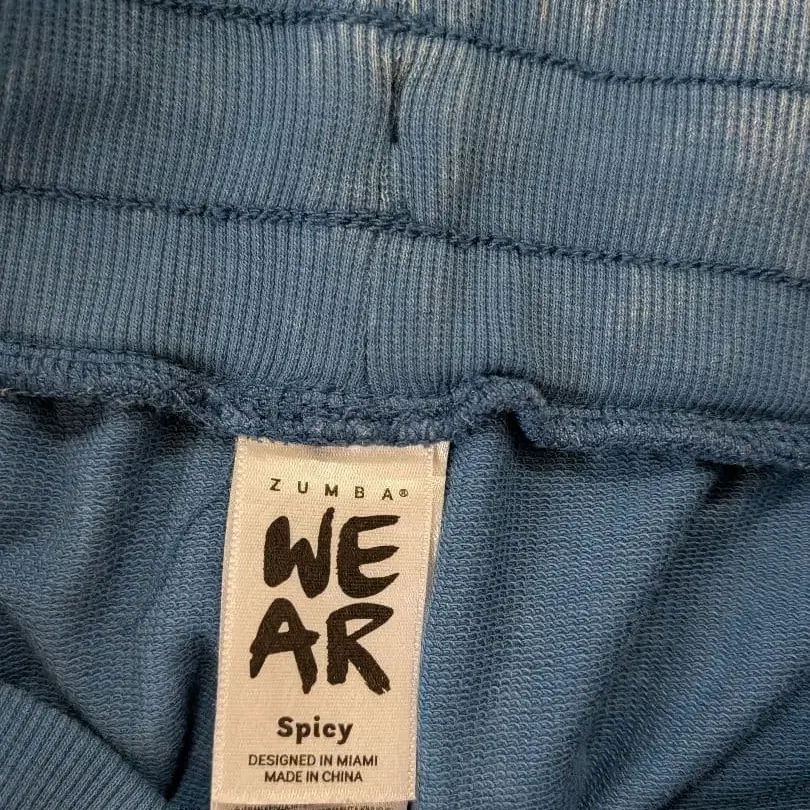 ZUMBA®
WE
AR
Spicy
DESIGNED IN MIAMI
MADE IN CHINA